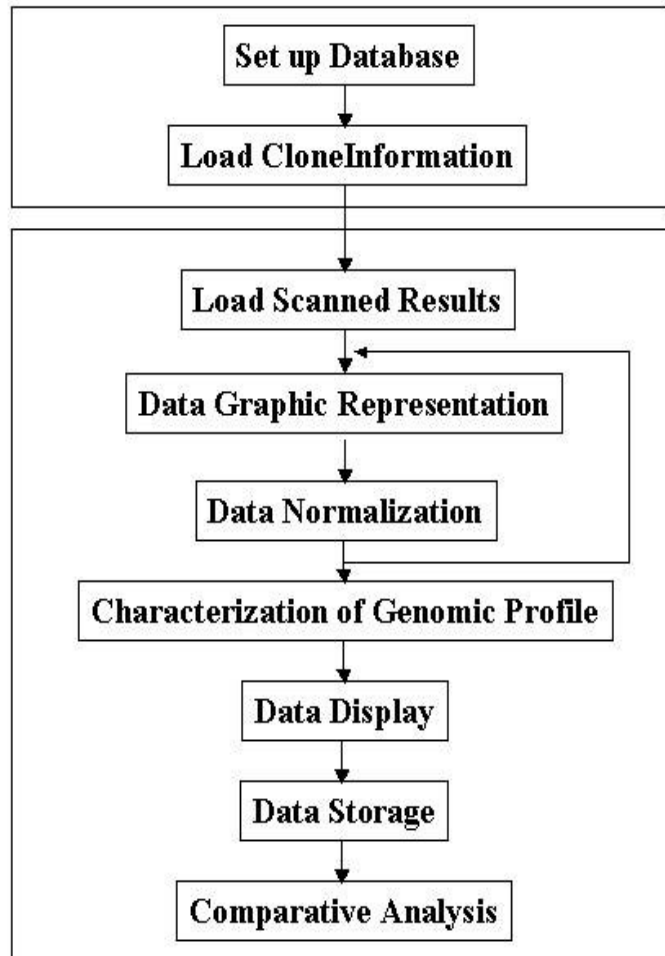 Set up Database
Load CloneInformation
Load Scanned Results
Data Graphic Representation
Data Normalization
Characterization of Genomic Profile
Data Display
Data Storage
Comparative Analysis